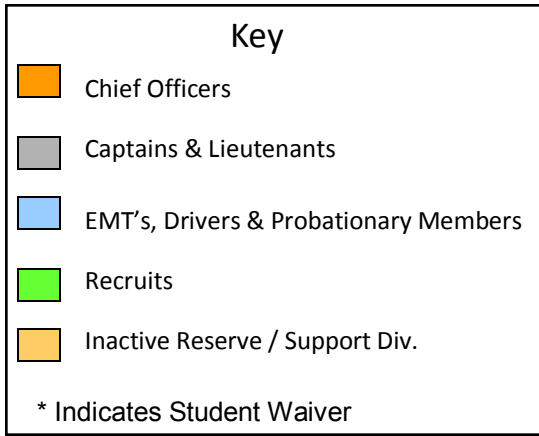 Key
Chief Officers
Captains & Lieutenants
EMT's, Drivers & Probationary Members
Recruits
Inactive Reserve / Support Div.
* Indicates Student Waiver